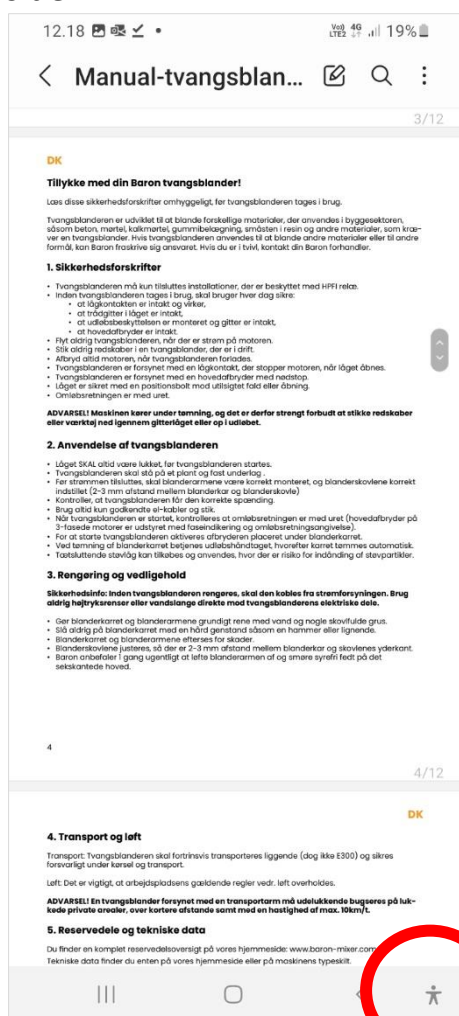 12.18
Vo)) 4G
LTE2 19%
Manual-tvangsblan...
3/12
DK
Tillykke med din Baron tvangsblander!
Læs disse sikkerhedsforskrifter omhyggeligt, før tvangsblanderen tages i brug.
Tvangsblanderen er udviklet til at blande forskellige materialer, der anvendes i byggesektoren,
såsom beton, mørtel, kalkmørtel, gummibelægning, småsten i resin og andre materialer, som kræ-
ver en tvangsblander. Hvis tvangsblanderen anvendes til at blande andre materialer eller til andre
formål, kan Baron fraskrive sig ansvaret. Hvis du er i tvivl, kontakt din Baron forhandler.
1. Sikkerhedsforskrifter
• Tvangsblanderen må kun tilsluttes installationer, der er beskyttet med HPFI relæ.
• Inden tvangsblanderen tages i brug, skal bruger hver dag sikre:
• at lågkontakten er intakt og virker,
• at trådgitter i låget er intakt,
• at udløbsbeskyttelsen er monteret og gitter er intakt,
• at hovedafbryder er intakt.
• Flyt aldrig tvangsblanderen, når der er strøm på motoren.
• Stik aldrig redskaber i en tvangsblander, der er i drift.
• Afbryd altid motoren, når tvangsblanderen forlades.
• Tvangsblanderen er forsynet med en lågkontakt, der stopper motoren, når låget åbnes.
• Tvangsblanderen er forsynet med en hovedafbryder med nødstop.
• Låget er sikret med en positionsbolt mod utilsigtet fald eller åbning.
• Omløbsretningen er med uret.
ADVARSEL! Maskinen kører under tømning, og det er derfor strengt forbudt at stikke redskaber
eller værktøj ned igennem gitterlåget eller op i udløbet.
2. Anvendelse af tvangsblanderen
• Låget SKAL altid være lukket, før tvangsblanderen startes.
• Tvangsblanderen skal stå på et plant og fast underlag .
• Før strømmen tilsluttes, skal blanderarmene være korrekt monteret, og blanderskovlene korrekt
indstillet (2-3 mm afstand mellem blanderkar og blanderskovle)
• Kontroller, at tvangsblanderen får den korrekte spænding.
• Brug altid kun godkendte el-kabler og stik.
• Når tvangsblanderen er startet, kontrolleres at omløbsretningen er med uret (hovedafbryder på
3-fasede motorer er udstyret med faseindikering og omløbsretningsangivelse).
• For at starte tvangsblanderen aktiveres afbryderen placeret under blanderkarret.
• Ved tømning af blanderkarret betjenes udløbshåndtaget, hvorefter karret tømmes automatisk.
• Tætsluttende støvlåg kan tilkøbes og anvendes, hvor der er risiko for indånding af støvpartikler.
3. Rengøring og vedligehold
Sikkerhedsinfo: Inden tvangsblanderen rengøres, skal den kobles fra strømforsyningen. Brug
aldrig højtryksrenser eller vandslange direkte mod tvangsblanderens elektriske dele.
• Gør blanderkarret og blanderarmene grundigt rene med vand og nogle skovlfulde grus.
• Slå aldrig på blanderkarret med en hård genstand såsom en hammer eller lignende.
• Blanderkarret og blanderarmene efterses for skader.
• Blanderskovlene justeres, så der er 2-3 mm afstand mellem blanderkar og skovlenes yderkant.
• Baron anbefaler 1 gang ugentligt at løfte blanderarmen af og smøre syrefri fedt på det
sekskantede hoved.
4
4/12
DK
4. Transport og løft
Transport: Tvangsblanderen skal fortrinsvis transporteres liggende (dog ikke E300) og sikres
forsvarligt under kørsel og transport.
Løft: Det er vigtigt, at arbejdspladsens gældende regler vedr. løft overholdes.
ADVARSEL! En tvangsblander forsynet med en transportarm må udelukkende bugseres på luk-
kede private arealer, over kortere afstande samt med en hastighed af max. 10km/t.
5. Reservedele og tekniske data
Du finder en komplet reservedelsoversigt på vores hjemmeside: www.baron-mixer.com
Tekniske data finder du enten på vores hjemmeside eller på maskinens typeskilt.